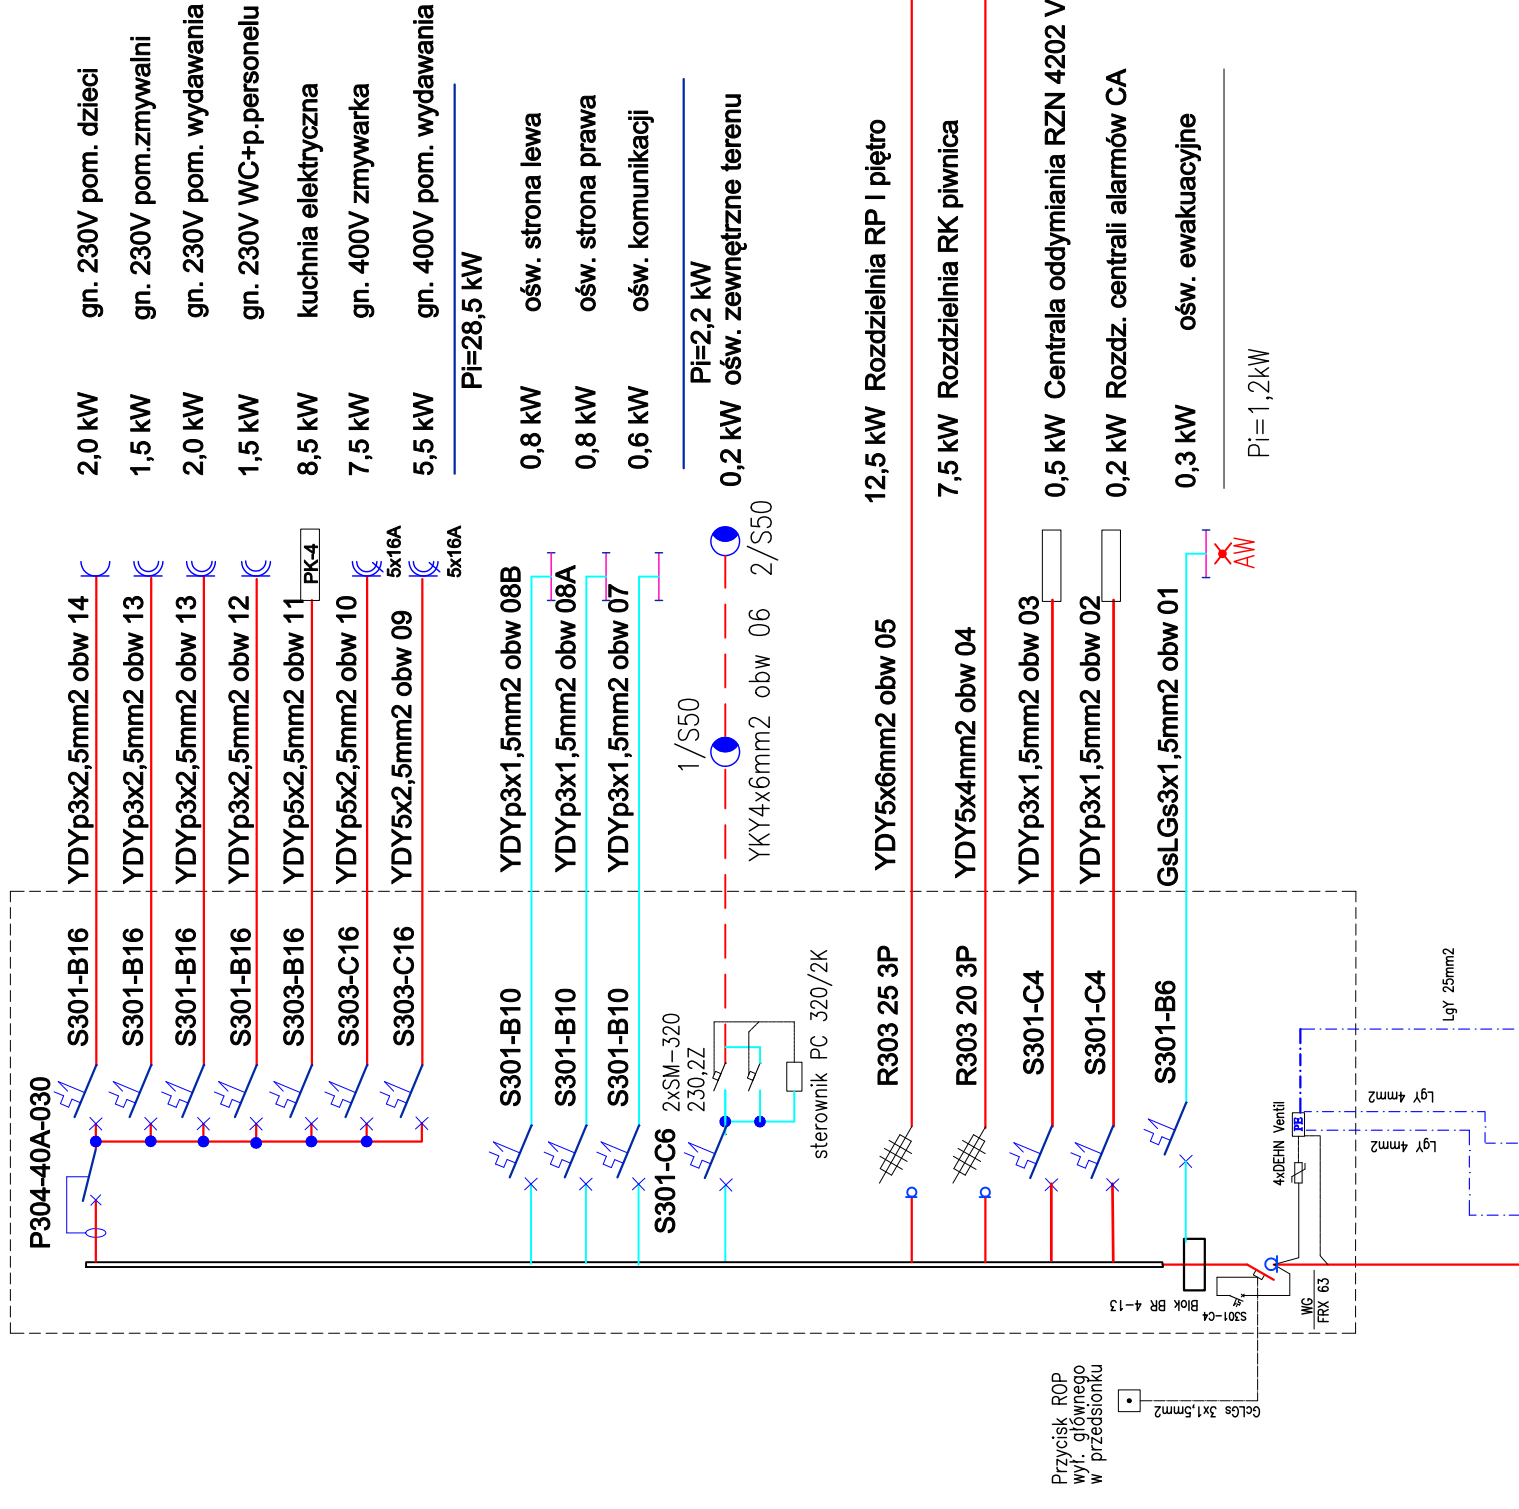 P304-40A-030
S301-B16 YDYp3x2,5mm2 obw 14 2,0 kW gn. 230V pom. dzieci
S301-B16 YDYp3x2,5mm2 obw 13 1,5 kW gn. 230V pom.zmywalni
S301-B16 YDYp3x2,5mm2 obw 13 2,0 kW gn. 230V pom. wydawania
S301-B16 YDYp3x2,5mm2 obw 12 1,5 kW gn. 230V WC+p.personelu
S303-B16 YDYp5x2,5mm2 obw 11 PK-4 8,5 kW kuchnia elektryczna
S303-C16 YDYp5x2,5mm2 obw 10 5x16A 7,5 kW gn. 400V zmywarka
S303-C16 YDY5x2,5mm2 obw 09 5x16A 5,5 kW gn. 400V pom. wydawania
Pi=28,5 kW
S301-B10 YDYp3x1,5mm2 obw 08B 0,8 kW ośw. strona lewa
S301-B10 YDYp3x1,5mm2 obw 08A 0,8 kW ośw. strona prawa
S301-B10 YDYp3x1,5mm2 obw 07 0,6 kW ośw. komunikacji
Pi=2,2 kW
S301-C6
2xSM-320
230,2Z
1/S50
2/S50
0,2 kW ośw. zewnętrzne terenu
YKY4x6mm2 obw 06
sterownik PC 320/2K
R303 25 3P YDY5x6mm2 obw 05 12,5 kW Rozdzielnia RP I piętro
R303 20 3P YDY5x4mm2 obw 04 7,5 kW Rozdzielnia RK piwnica
S301-C4 YDYp3x1,5mm2 obw 03 0,5 kW Centrala oddymiania RZN 4202 V
S301-C4 YDYp3x1,5mm2 obw 02 0,2 kW Rozdz. centrali alarmów CA
S301-B6 GsLGs3x1,5mm2 obw 01 0,3 kW ośw. ewakuacyjne
AW
Pi=1,2kW
Blok BR 4-13
S301-C4
WG
FRX 63
4xDEHN Ventil
PE
LgY 4mm2
LgY 4mm2
LgY 25mm2
Przycisk ROP
wył. głównego
w przedsionku
GcLGs 3x1,5mm2